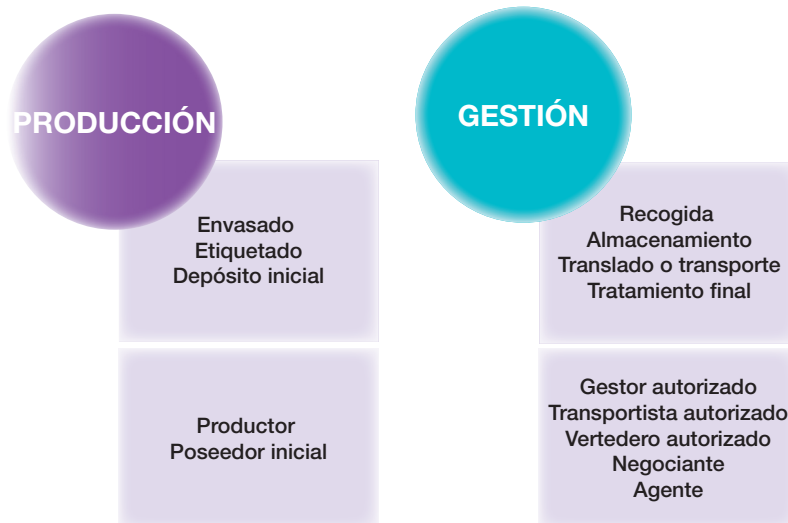 PRODUCCIÓN
Envasado
Etiquetado
Depósito inicial
Productor
Poseedor inicial
GESTIÓN
Recogida
Almacenamiento
Translado o transporte
Tratamiento final
Gestor autorizado
Transportista autorizado
Vertedero autorizado
Negociante
Agente